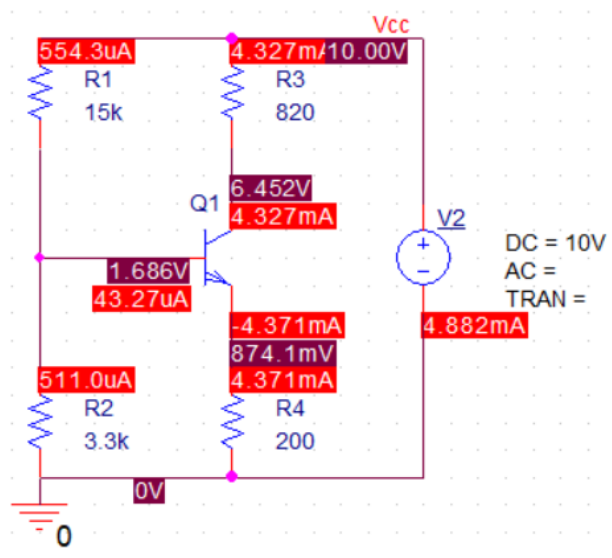 Vcc
554.3uA
4.327mA
10.00V
R1
15k
R3
820
6.452V
4.327mA
Q1
V2
DC = 10V
AC =
TRAN =
1.686V
43.27uA
-4.371mA
4.882mA
874.1mV
511.0uA
4.371mA
R2
3.3k
R4
200
0V
0